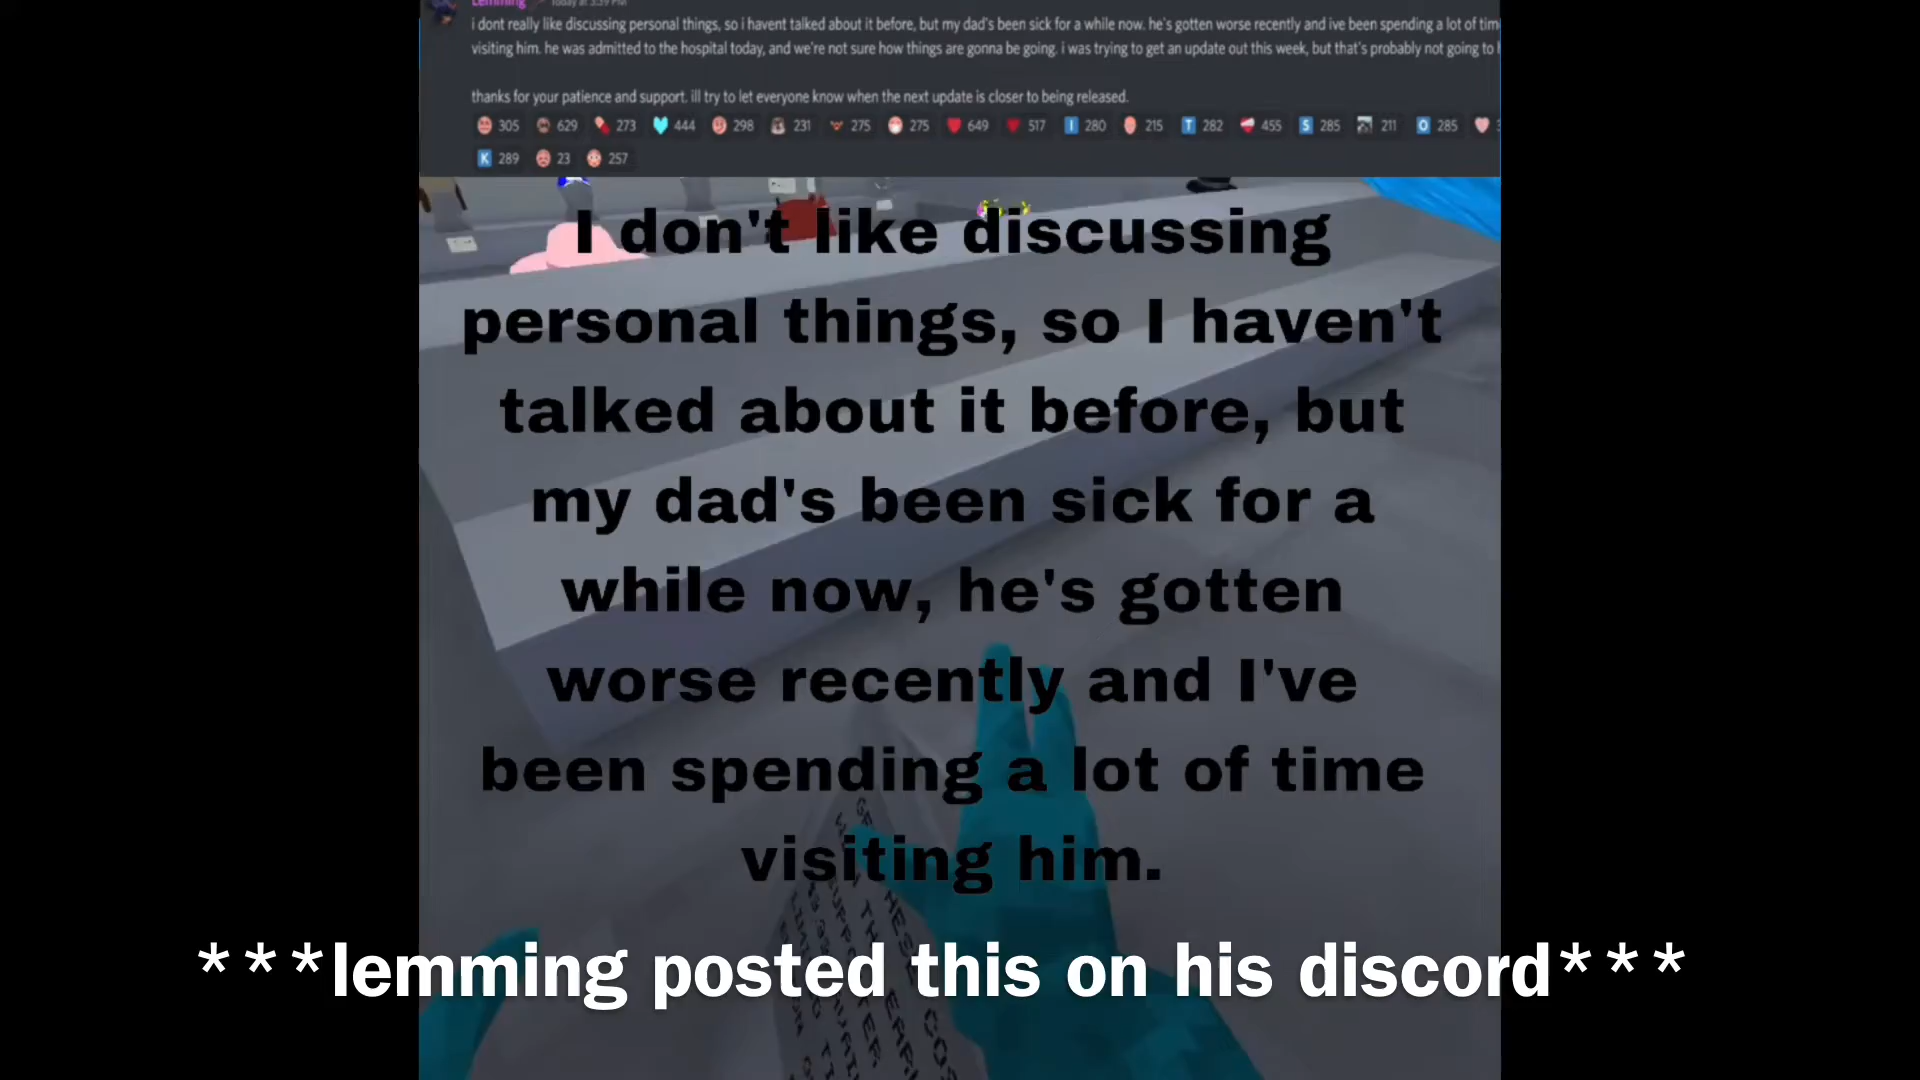 Lemming Today at 3:39 PM
i dont really like discussing personal things, so i havent talked about it before, but my dad's been sick for a while now. he's gotten worse recently and ive been spending a lot of tim
visiting him. he was admitted to the hospital today, and we're not sure how things are gonna be going. i was trying to get an update out this week, but that's probably not going to
thanks for your patience and support. ill try to let everyone know when the next update is closer to being released.
305 629 273 444 298 231 275 275 649 517 I 280 215 T 282 455 S 285 211 O 285
K 289 23 257
I don't like discussing
personal things, so I haven't
talked about it before, but
my dad's been sick for a
while now, he's gotten
worse recently and I've
been spending a lot of time
visiting him.
***lemming posted this on his discord***